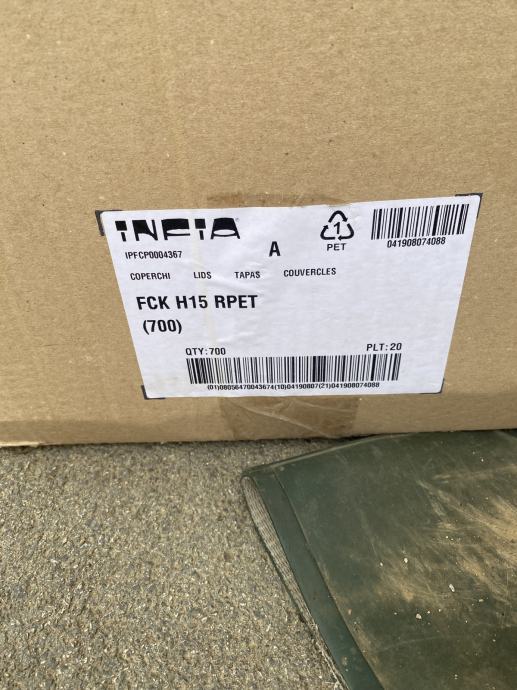 INFIA
1
PET
041908074088
IPFCP0004367
A
COPERCHI LIDS TAPAS COUVERCLES
FCK H15 RPET
(700)
QTY:700 PLT:20
(01)08056470043674(10)04190807(21)041908074088